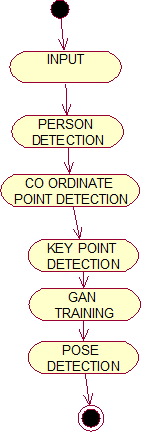 INPUT
PERSON
DETECTION
CO ORDINATE
POINT DETECTION
KEY POINT
DETECTION
GAN
TRAINING
POSE
DETECTION